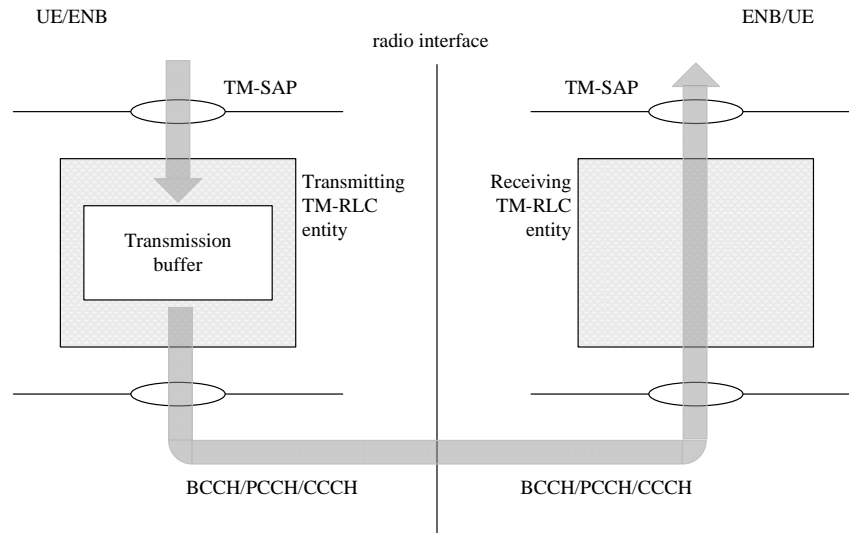 UE/ENB
ENB/UE
radio interface
TM-SAP
TM-SAP
Transmitting
TM-RLC
entity
Receiving
TM-RLC
entity
Transmission
buffer
BCCH/PCCH/CCCH
BCCH/PCCH/CCCH